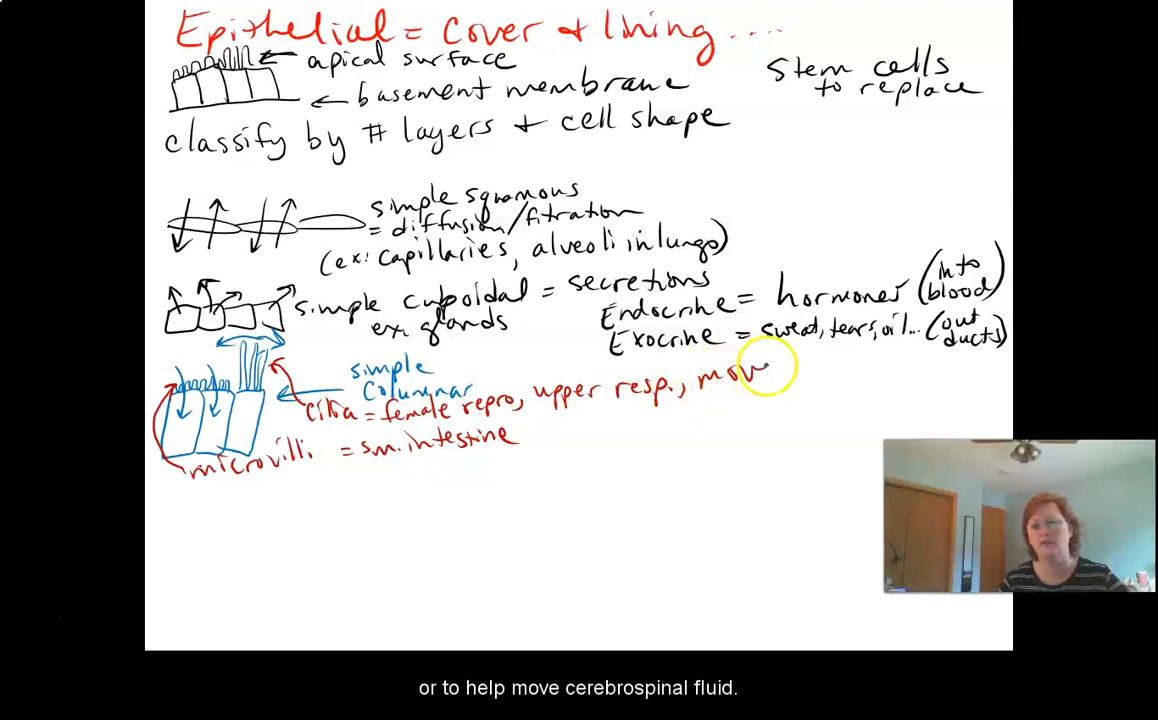 Epithelial = Cover + lining....
← apical surface
← basement membrane
Stem cells
to replace
classify by # layers + cell shape
simple squamous
= diffusion/fitration
(ex: capillaries, alveoli in lungs)
simple cuboidal = secretions
ex: glands
Endocrine = hormones (into
blood)
Exocrine = sweat, tears, oil... (out
ducts)
simple
Columnar
cilia = female repro, upper resp., mov
microvilli = sm. intestine
or to help move cerebrospinal fluid.